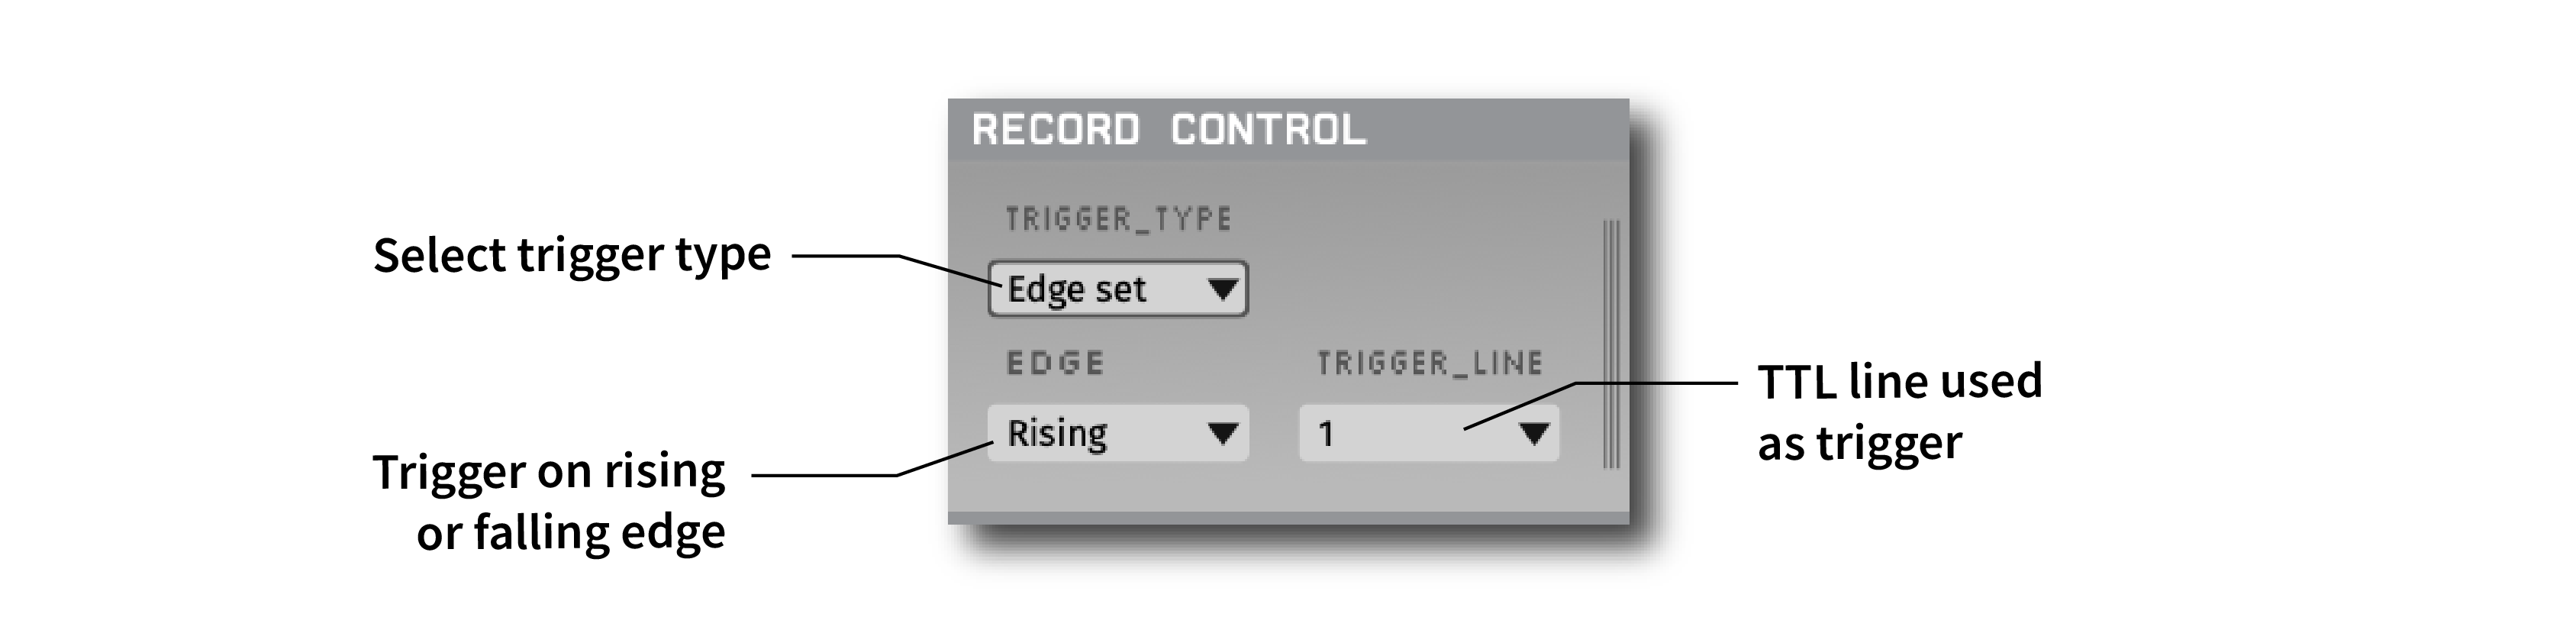 RECORD CONTROL
TRIGGER_TYPE
Select trigger type
Edge set
EDGE
TRIGGER_LINE
TTL line used
as trigger
Rising
1
Trigger on rising
or falling edge